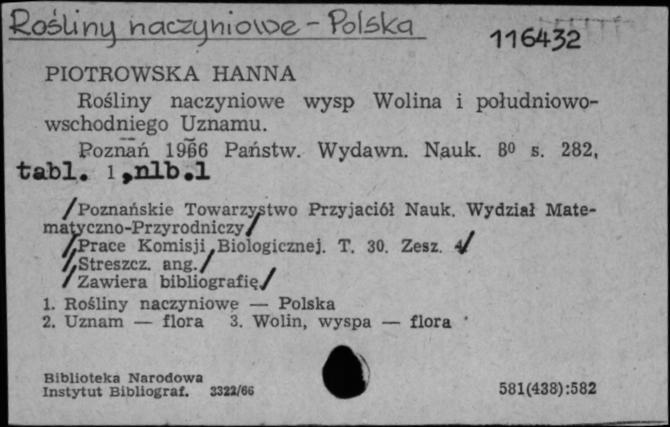 Rośliny naczyniowe - Polska
116432
PIOTROWSKA HANNA
Rośliny naczyniowe wysp Wolina i południowo-
wschodniego Uznamu.
Poznań 1966 Państw. Wydawn. Nauk. 8⁰ s. 282,
tabl. 1, nlb. 1
/Poznańskie Towarzystwo Przyjaciół Nauk. Wydział Mate-
matyczno-Przyrodniczy/
/Prace Komisji Biologicznej. T. 30. Zesz. 4/
/Streszcz. ang./
/Zawiera bibliografię/
1. Rośliny naczyniowe — Polska
2. Uznam — flora 3. Wolin, wyspa — flora
Biblioteka Narodowa
Instytut Bibliograf. 3322/66
581(438):582